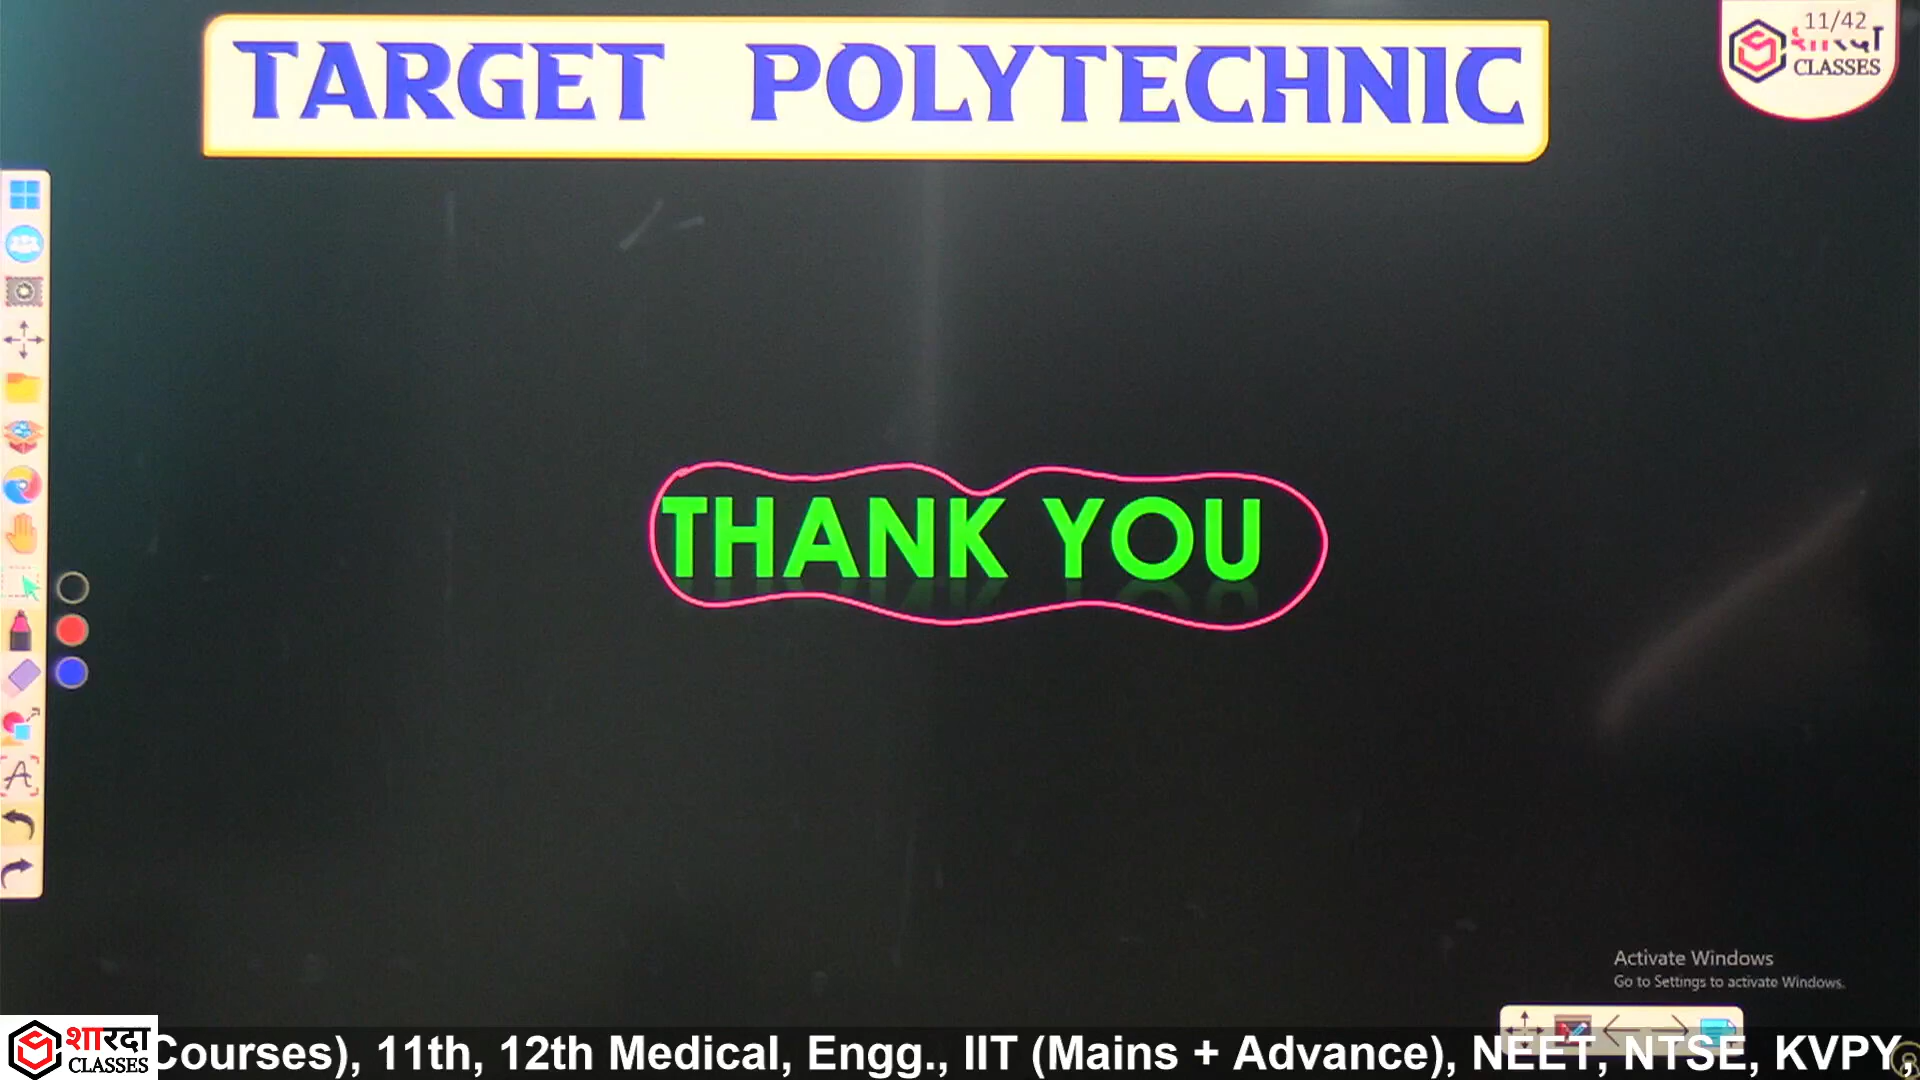 TARGET POLYTECHNIC
11/42
शारदा
CLASSES
THANK YOU
Activate Windows
Go to Settings to activate Windows.
शारदा
CLASSES
Courses), 11th, 12th Medical, Engg., IIT (Mains + Advance), NEET, NTSE, KVPY,